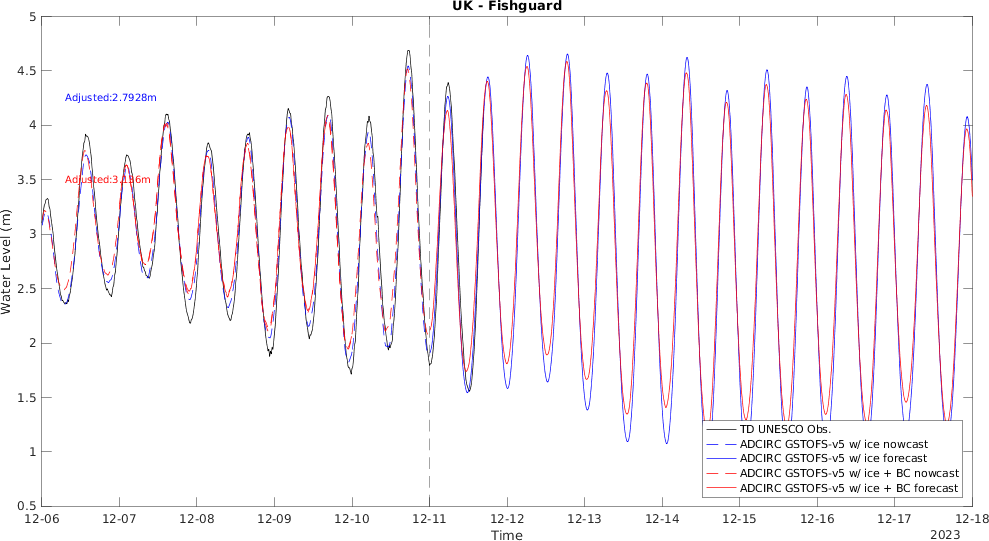 UK - Fishguard
5
4.5
4
3.5
3
2.5
2
1.5
1
0.5
Water Level (m)
Adjusted:2.7928m
Adjusted:3.136m
TD UNESCO Obs.
ADCIRC GSTOFS-v5 w/ ice nowcast
ADCIRC GSTOFS-v5 w/ ice forecast
ADCIRC GSTOFS-v5 w/ ice + BC nowcast
ADCIRC GSTOFS-v5 w/ ice + BC forecast
12-06 12-07 12-08 12-09 12-10 12-11 12-12 12-13 12-14 12-15 12-16 12-17 12-18
Time
2023